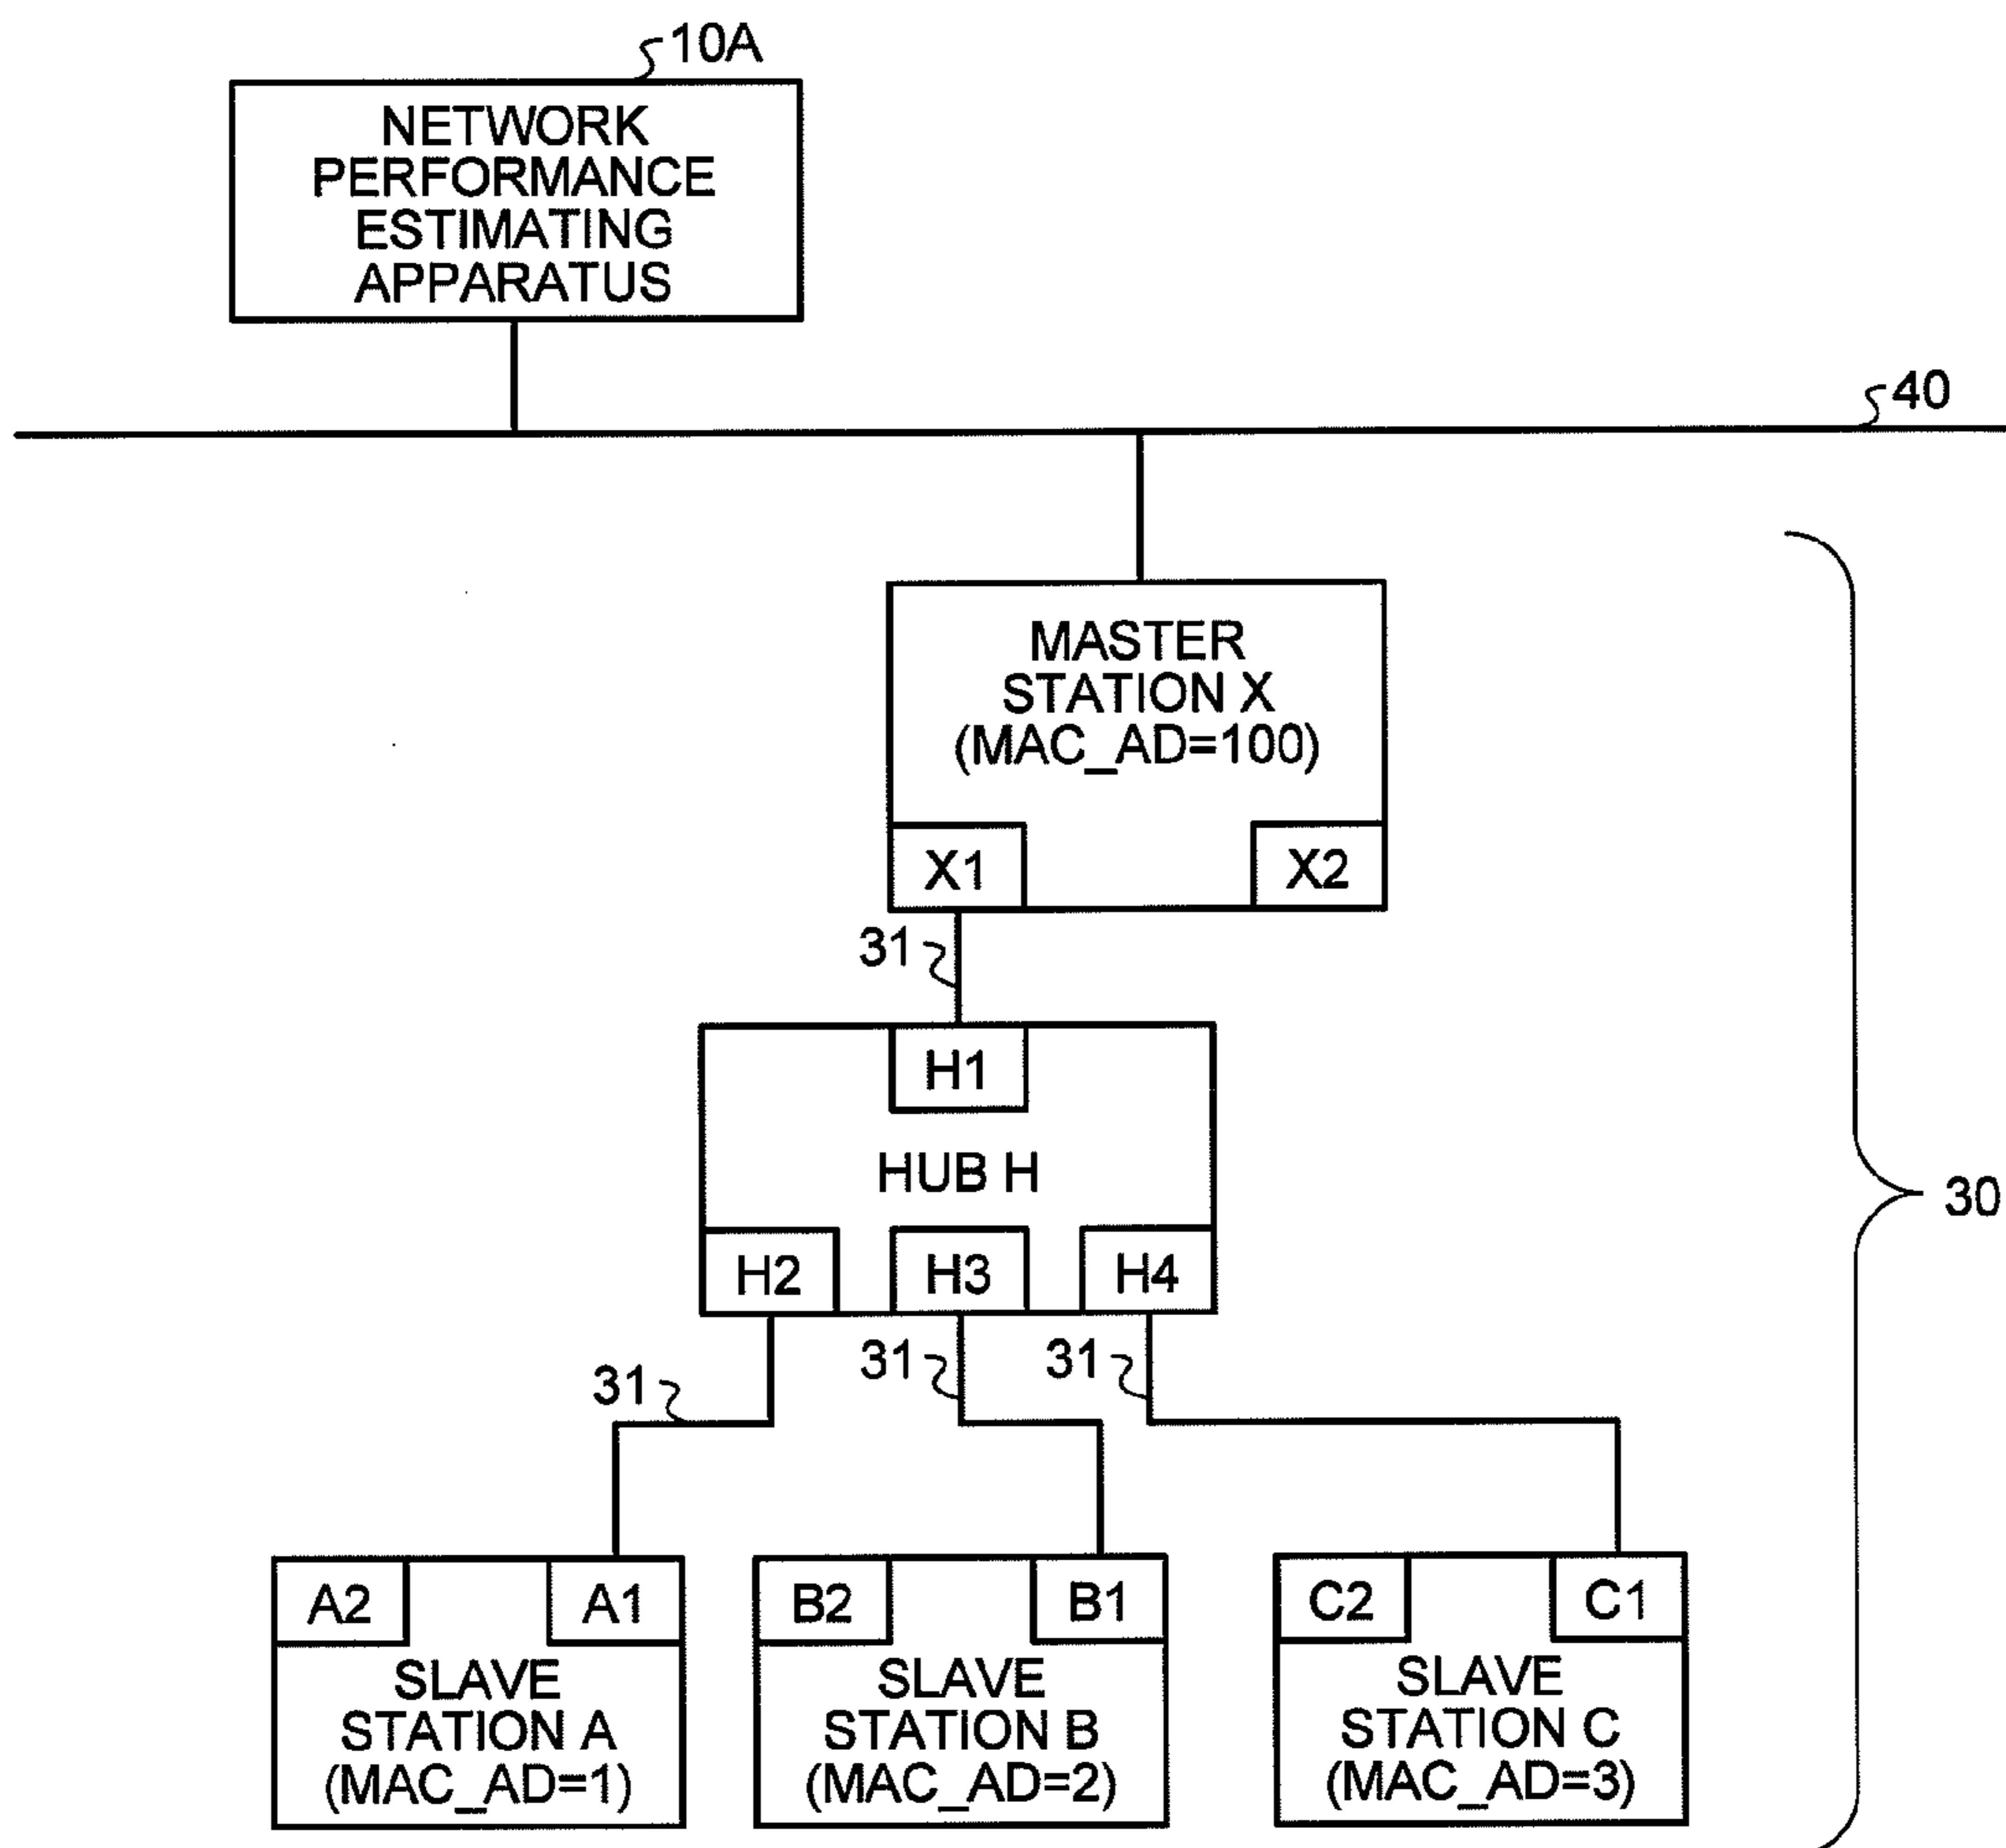 10A
NETWORK
PERFORMANCE
ESTIMATING
APPARATUS
40
MASTER
STATION X
(MAC_AD=100)
X1
X2
31
H1
HUB H
30
H2
H3
H4
31
31
31
A2
A1
B2
B1
C2
C1
SLAVE
STATION A
(MAC_AD=1)
SLAVE
STATION B
(MAC_AD=2)
SLAVE
STATION C
(MAC_AD=3)